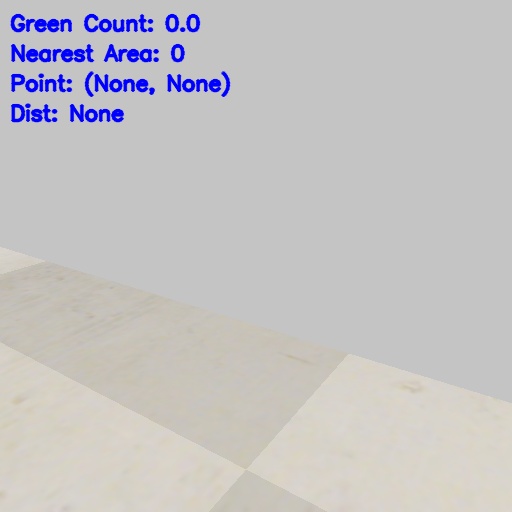 Green Count: 0.0
Nearest Area: 0
Point: (None, None)
Dist: None